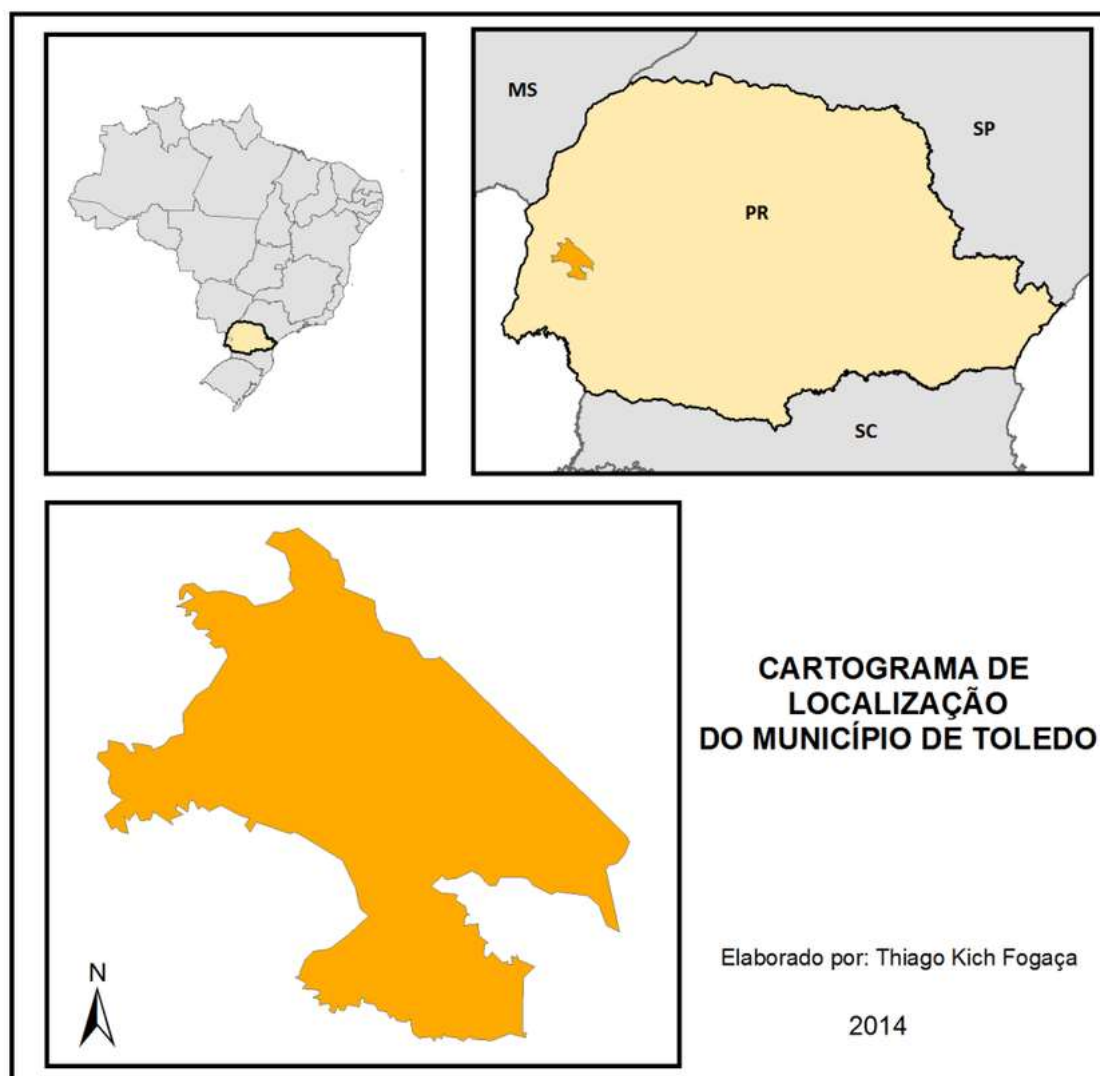 MS
SP
PR
SC
CARTOGRAMA DE
LOCALIZAÇÃO
DO MUNICÍPIO DE TOLEDO
Elaborado por: Thiago Kich Fogaça
N
2014